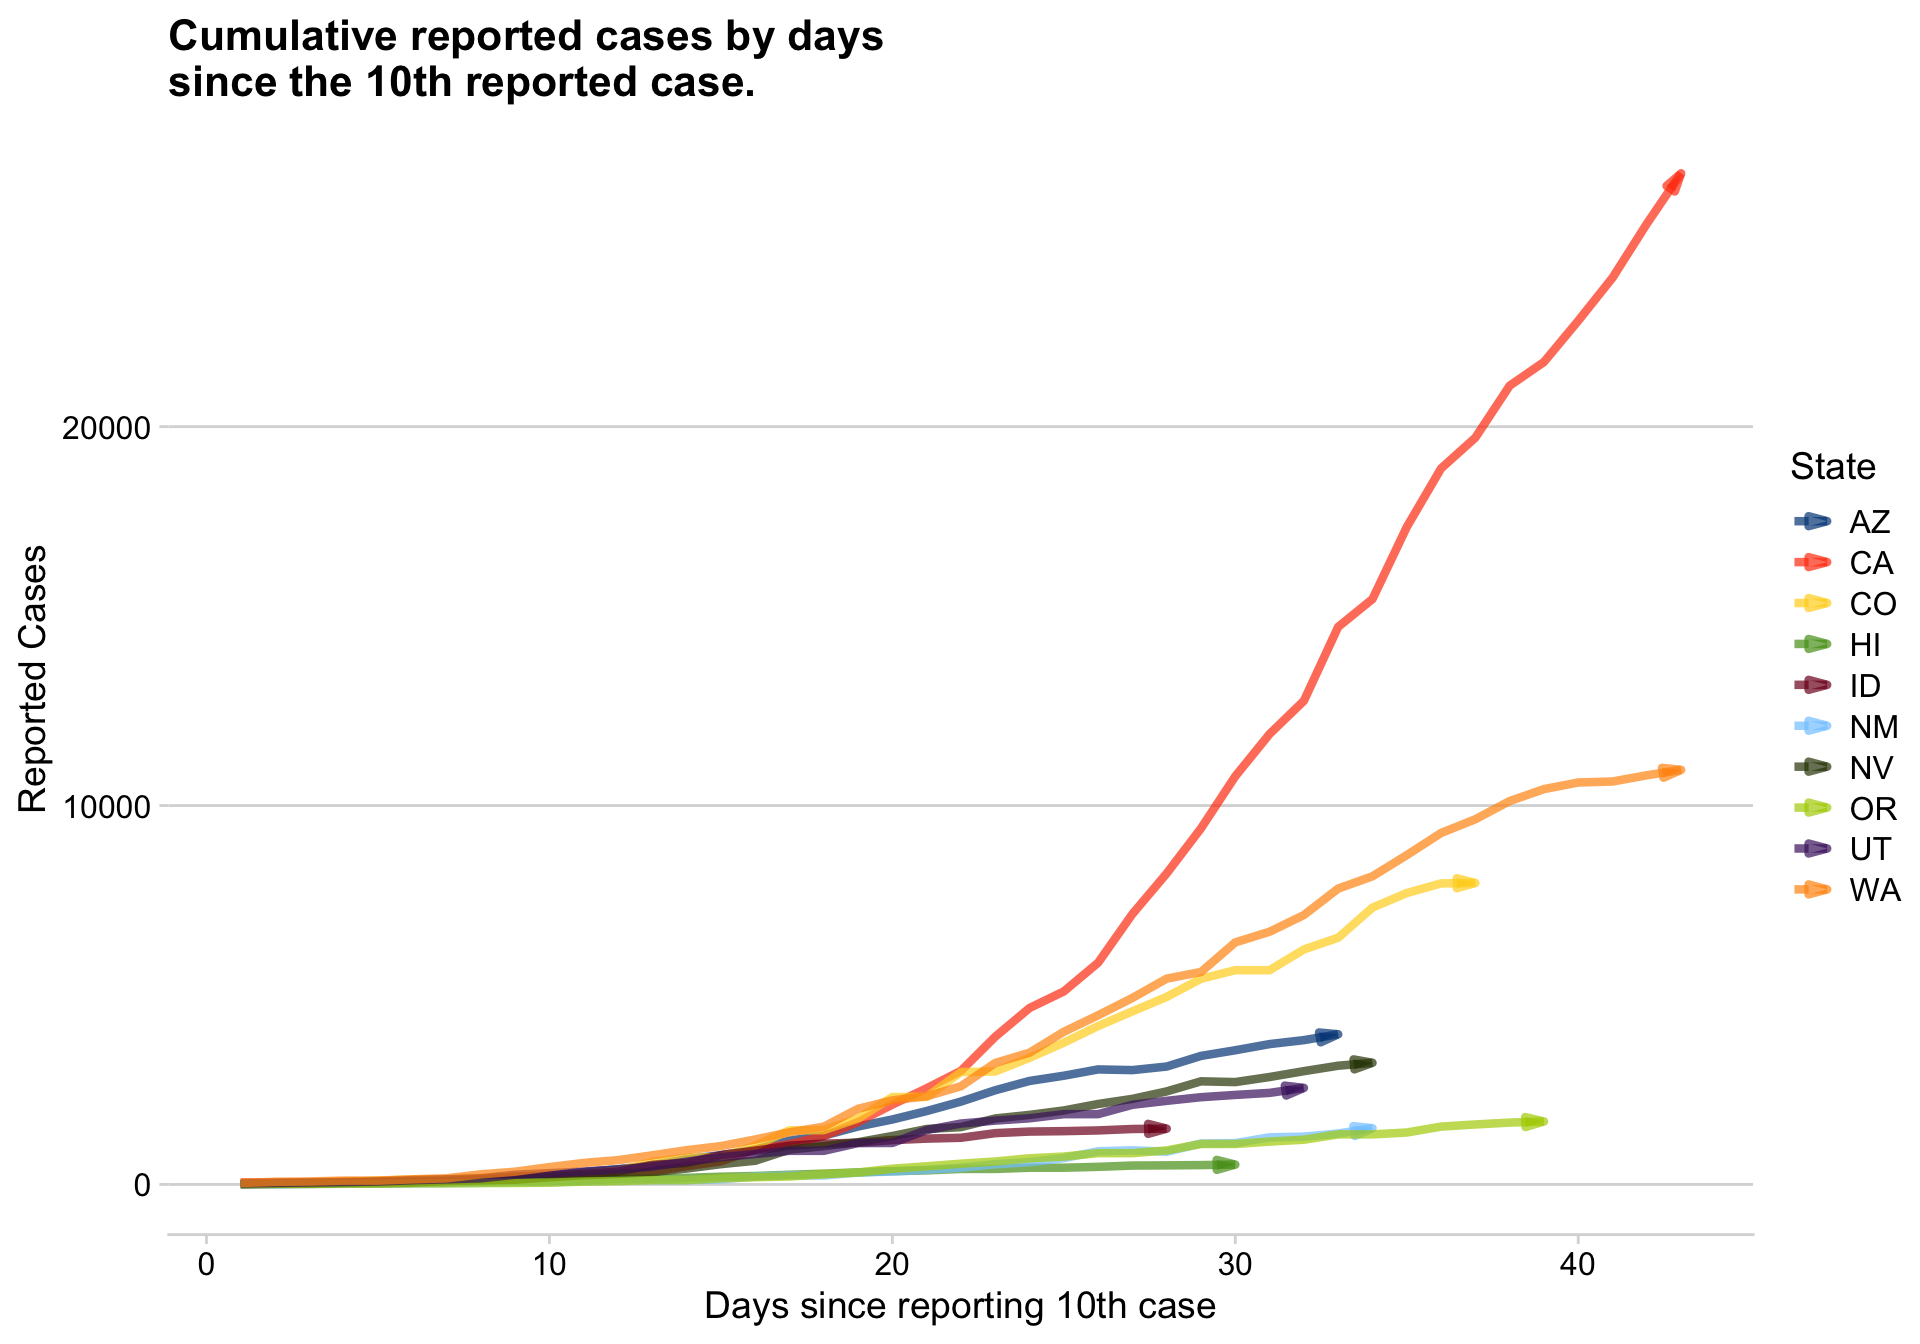 Cumulative reported cases by days
since the 10th reported case.
Reported Cases
20000
10000
0
0
10
20
30
40
Days since reporting 10th case
State
AZ
CA
CO
HI
ID
NM
NV
OR
UT
WA